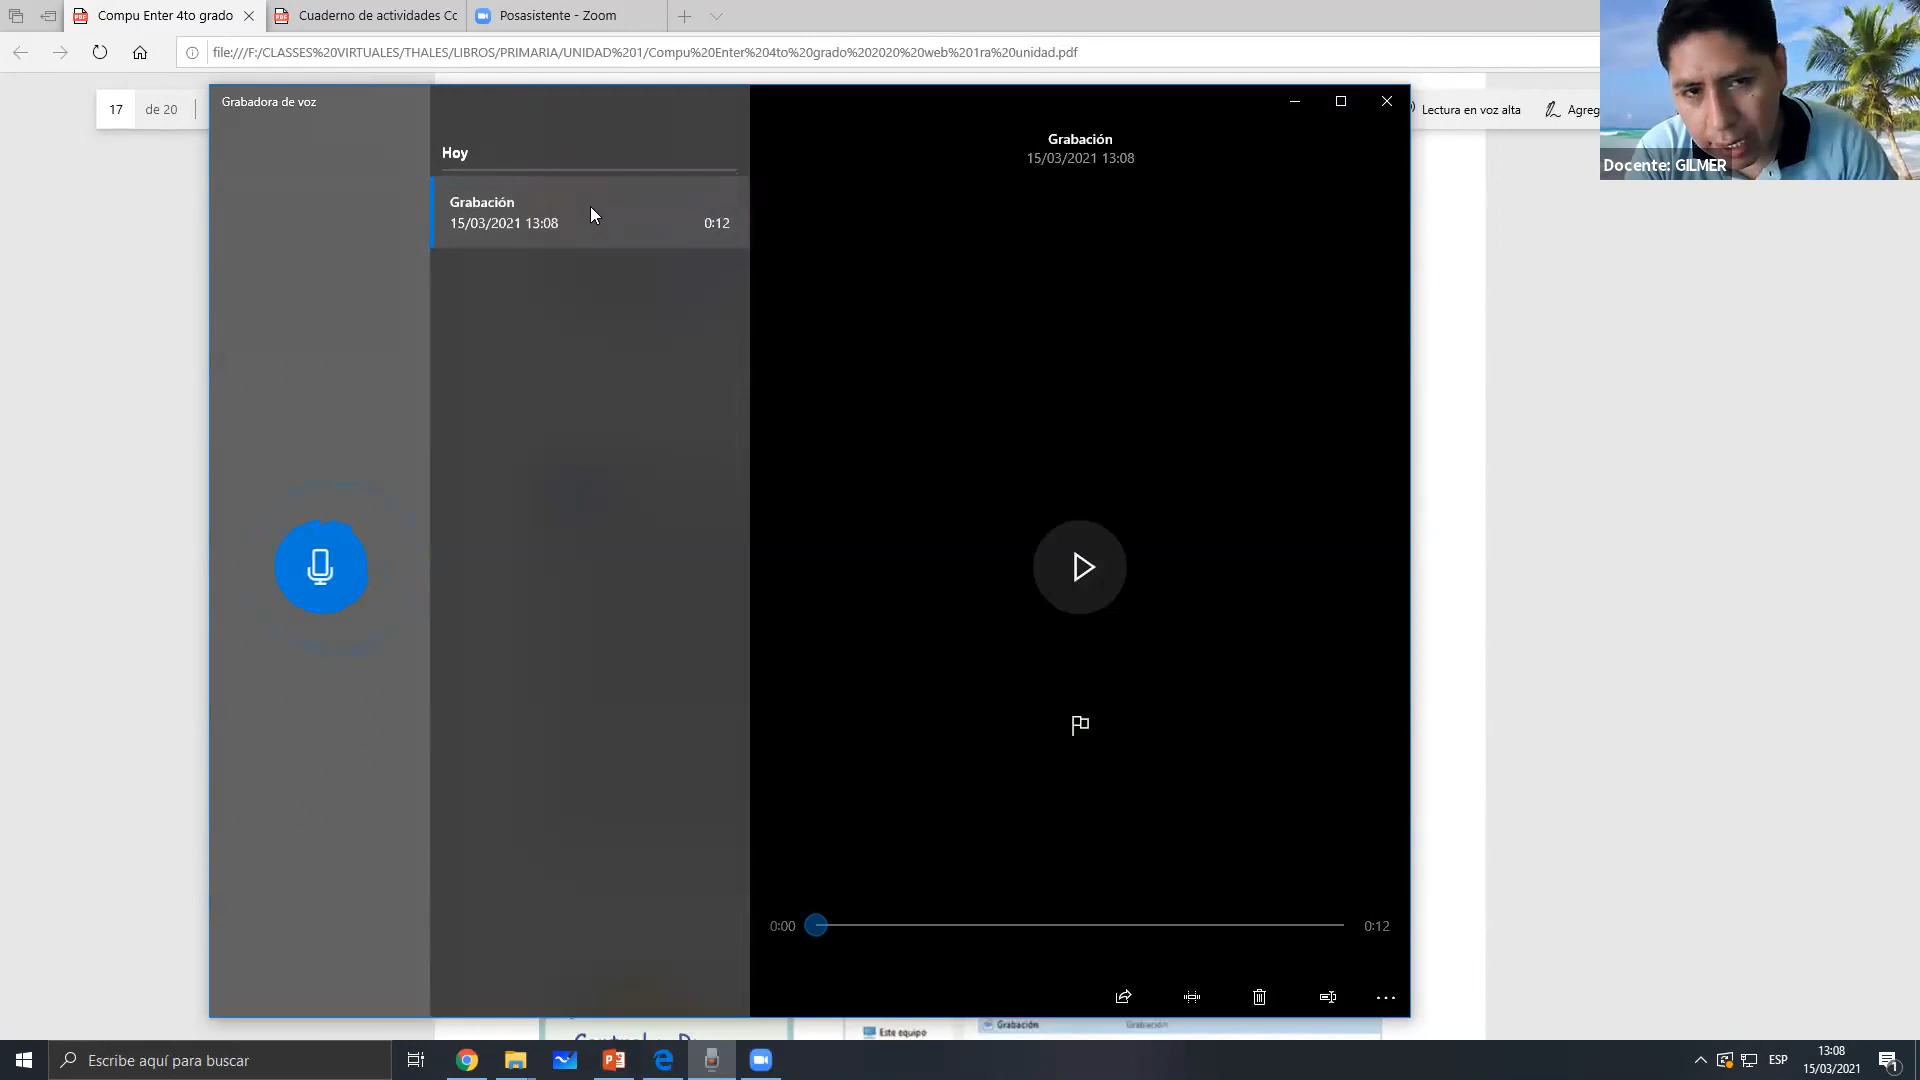 Compu Enter 4to grado
Cuaderno de actividades Cc
Posasistente - Zoom
file:///F:/CLASSES%20VIRTUALES/THALES/LIBROS/PRIMARIA/UNIDAD%201/Compu%20Enter%204to%20grado%202020%20web%201ra%20unidad.pdf
17 de 20
Lectura en voz alta
Agreg
Docente: GILMER
Grabadora de voz
Hoy
Grabación
15/03/2021 13:08
0:12
Grabación
15/03/2021 13:08
0:00
0:12
Este equipo
Grabación
Grabación
Escribe aquí para buscar
ESP
13:08
15/03/2021
1